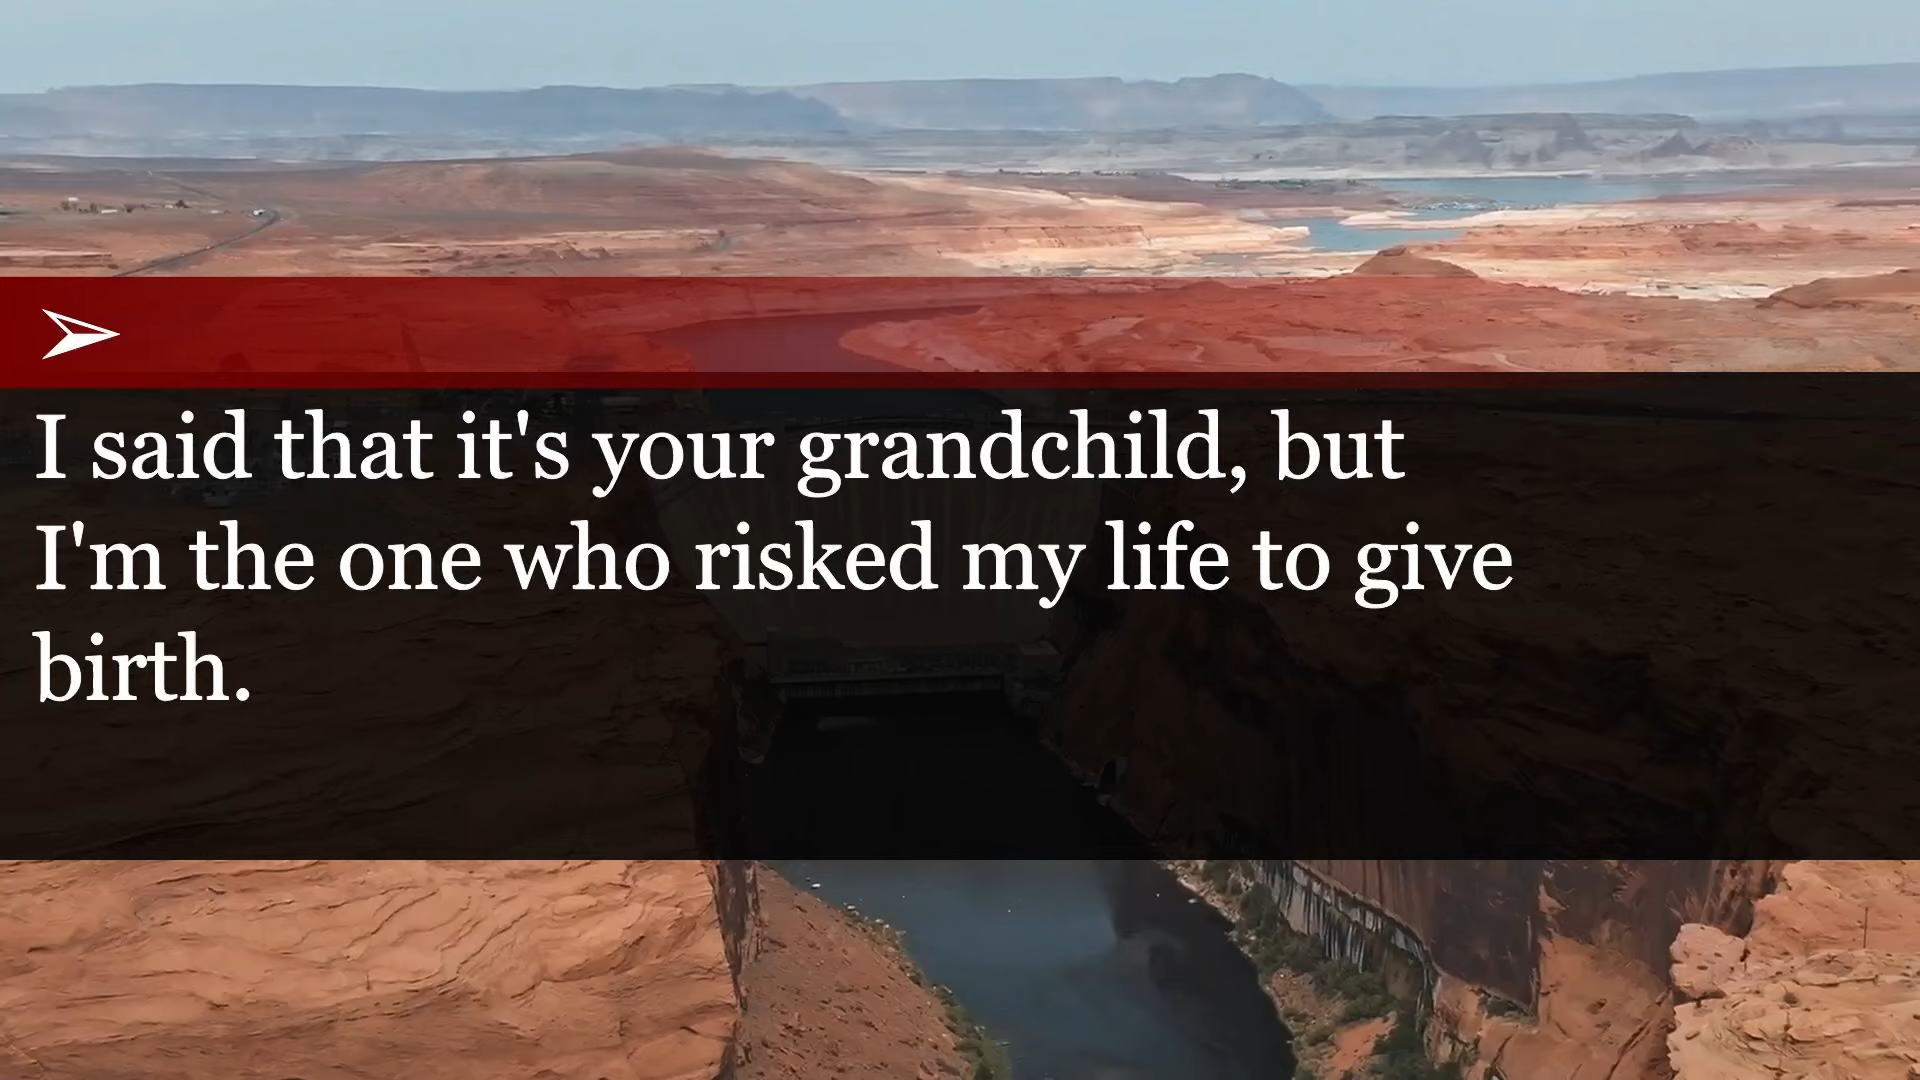 I said that it's your grandchild, but
I'm the one who risked my life to give
birth.